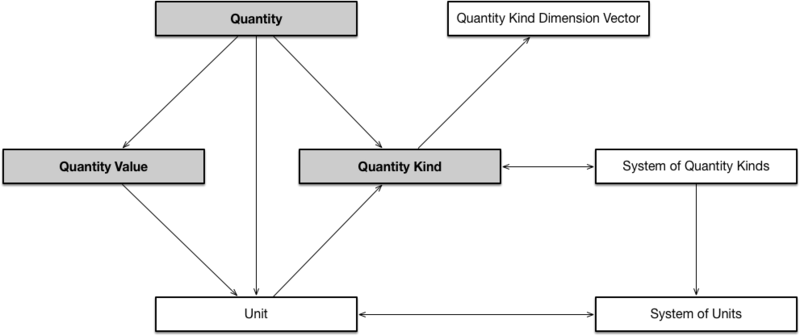 Quantity
Quantity Kind Dimension Vector
Quantity Value
Quantity Kind
System of Quantity Kinds
Unit
System of Units